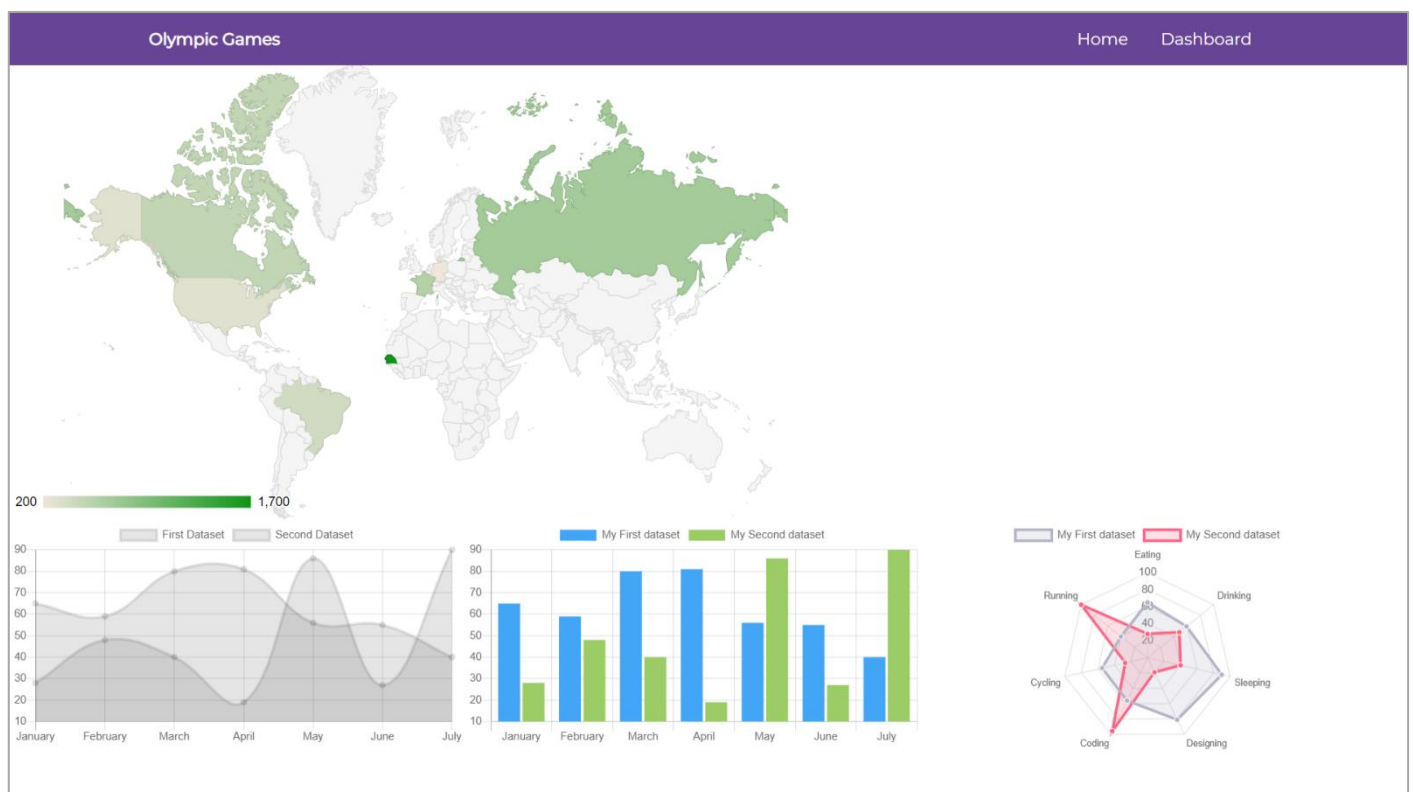 Olympic Games Home Dashboard
200 1,700
First Dataset Second Dataset
90
80
70
60
50
40
30
20
10
January February March April May June July
My First dataset My Second dataset
90
80
70
60
50
40
30
20
10
January February March April May June July
My First dataset My Second dataset
Eating
100
Running 80 Drinking
60
40
20
Cycling Sleeping
Coding Designing